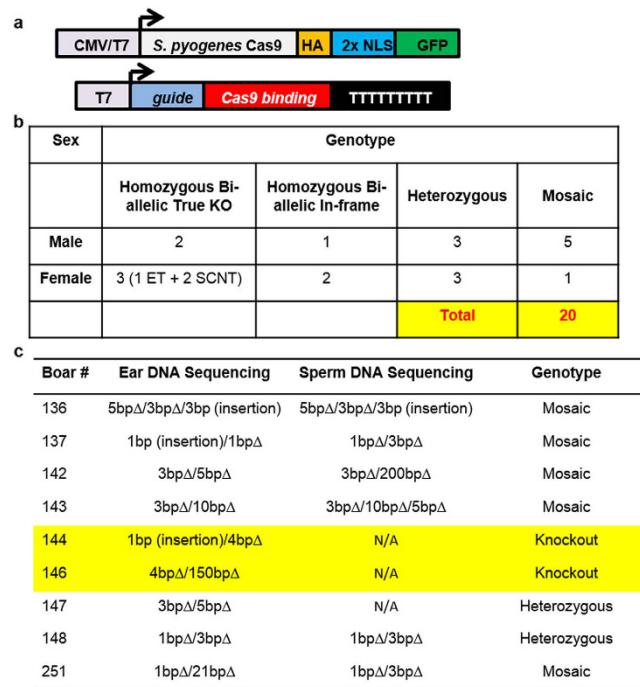 a
CMV/T7 S. pyogenes Cas9 HA 2x NLS GFP
T7 guide Cas9 binding TTTTTTTTT
b
Sex Genotype
Homozygous Bi-allelic True KO Homozygous Bi-allelic In-frame Heterozygous Mosaic
Male 2 1 3 5
Female 3 (1 ET + 2 SCNT) 2 3 1
Total 20
c
Boar # Ear DNA Sequencing Sperm DNA Sequencing Genotype
136 5bpΔ/3bpΔ/3bp (insertion) 5bpΔ/3bpΔ/3bp (insertion) Mosaic
137 1bp (insertion)/1bpΔ 1bpΔ/3bpΔ Mosaic
142 3bpΔ/5bpΔ 3bpΔ/200bpΔ Mosaic
143 3bpΔ/10bpΔ 3bpΔ/10bpΔ/5bpΔ Mosaic
144 1bp (insertion)/4bpΔ N/A Knockout
146 4bpΔ/150bpΔ N/A Knockout
147 3bpΔ/5bpΔ N/A Heterozygous
148 1bpΔ/3bpΔ 1bpΔ/3bpΔ Heterozygous
251 1bpΔ/21bpΔ 1bpΔ/3bpΔ Mosaic